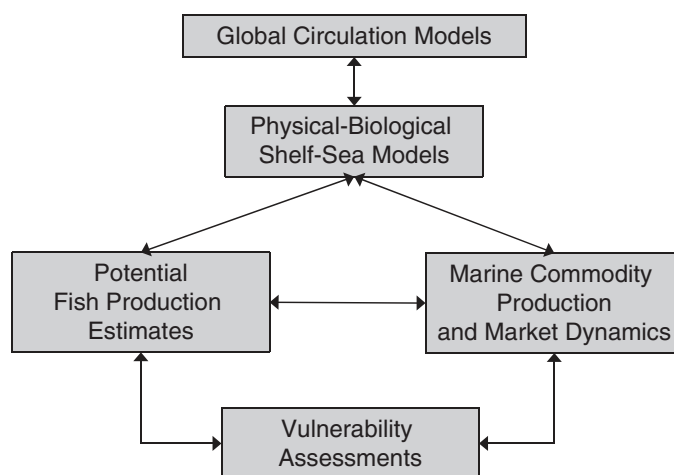 Global Circulation Models
Physical-Biological
Shelf-Sea Models
Potential
Fish Production
Estimates
Marine Commodity
Production
and Market Dynamics
Vulnerability
Assessments